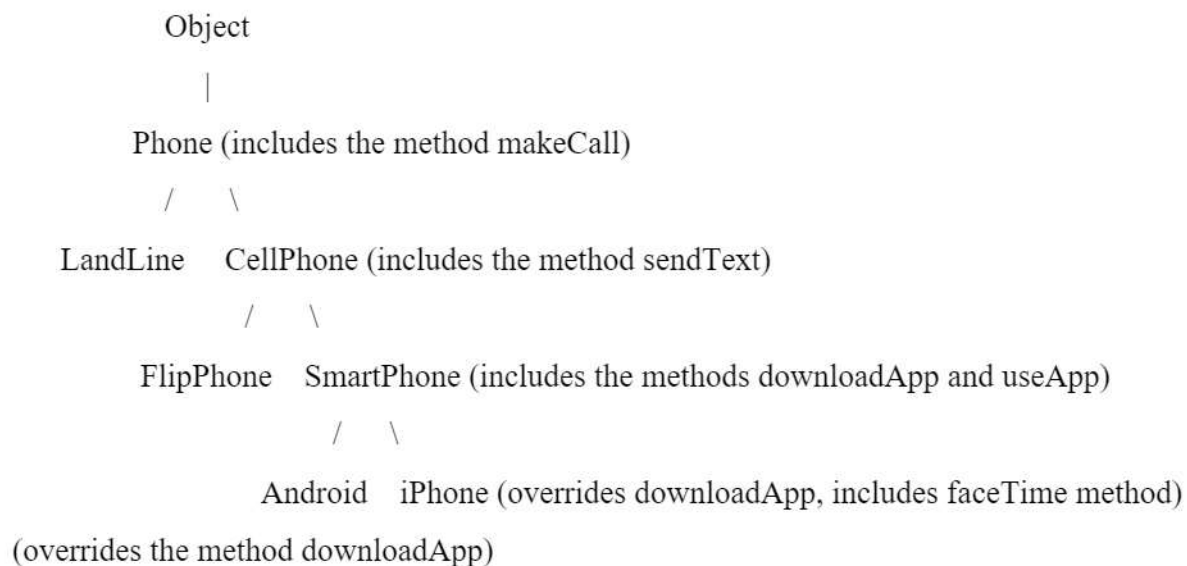 Object
|
Phone (includes the method makeCall)
/ \
LandLine CellPhone (includes the method sendText)
/ \
FlipPhone SmartPhone (includes the methods downloadApp and useApp)
/ \
Android iPhone (overrides downloadApp, includes faceTime method)
(overrides the method downloadApp)